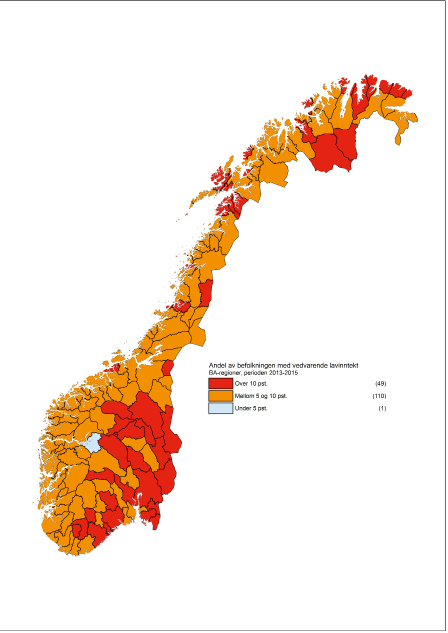 Andel av befolkningen med vedvarende lavinntekt
BA-regioner, perioden 2013-2015
Over 10 pst. (49)
Mellom 5 og 10 pst. (110)
Under 5 pst. (1)